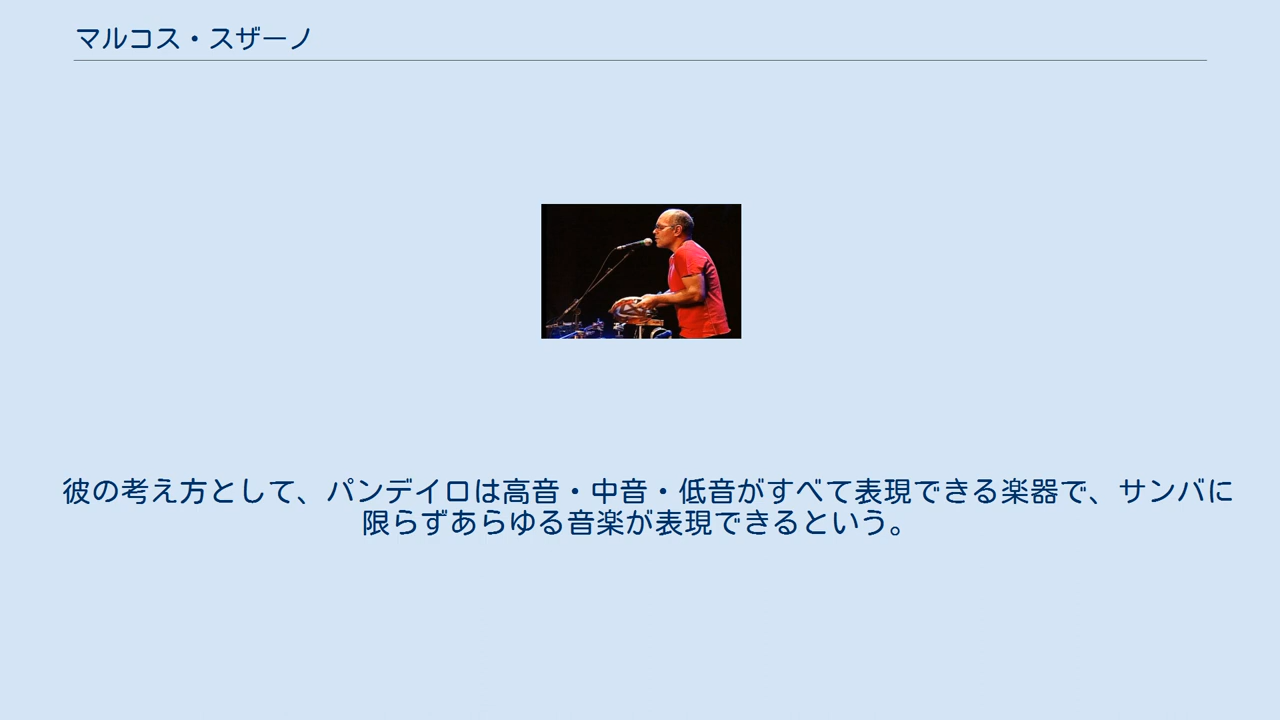 マルコス・スザーノ
彼の考え方として、パンデイロは高音・中音・低音がすべて表現できる楽器で、サンバに
限らずあらゆる音楽が表現できるという。